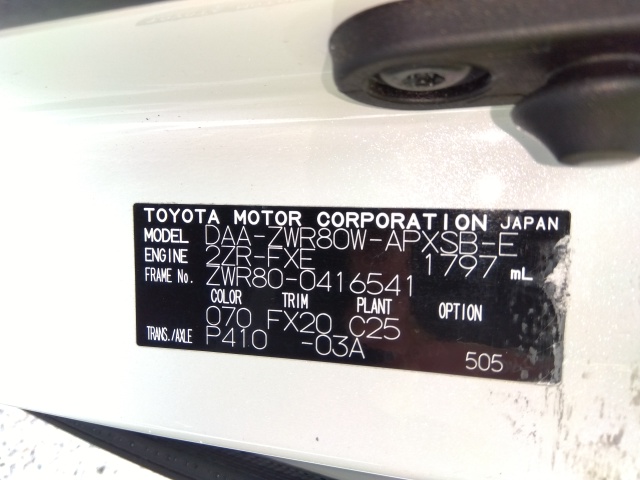 TOYOTA MOTOR CORPORATION JAPAN
MODEL DAA-ZWR80W-APXSB-E
ENGINE 2ZR-FXE 1797 mL
FRAME No. ZWR80-0416541
COLOR TRIM PLANT OPTION
070 FX20 C25
TRANS./AXLE P410 -03A
505